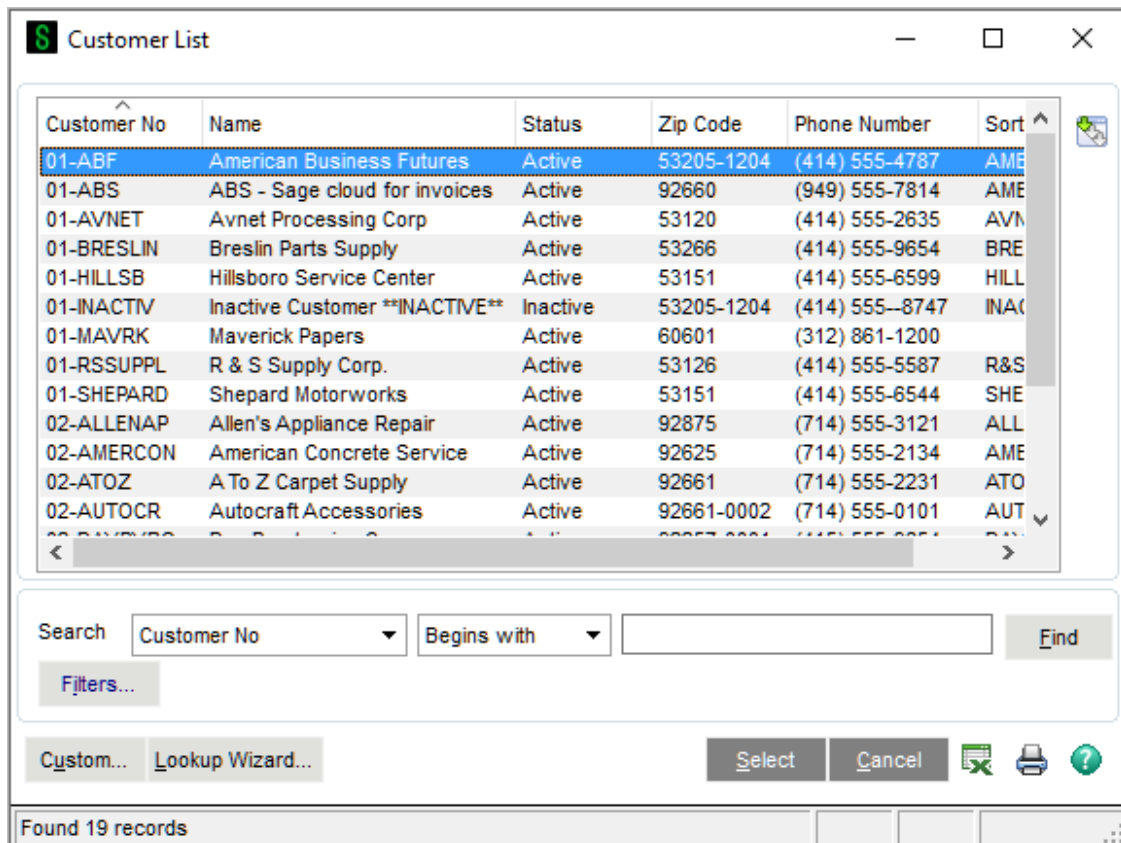 S Customer List
Customer No Name Status Zip Code Phone Number Sort
01-ABF American Business Futures Active 53205-1204 (414) 555-4787 AME
01-ABS ABS - Sage cloud for invoices Active 92660 (949) 555-7814 AME
01-AVNET Avnet Processing Corp Active 53120 (414) 555-2635 AVN
01-BRESLIN Breslin Parts Supply Active 53266 (414) 555-9654 BRE
01-HILLSB Hillsboro Service Center Active 53151 (414) 555-6599 HILL
01-INACTIV Inactive Customer **INACTIVE** Inactive 53205-1204 (414) 555--8747 INA
01-MAVRK Maverick Papers Active 60601 (312) 861-1200
01-RSSUPPL R & S Supply Corp. Active 53126 (414) 555-5587 R&S
01-SHEPARD Shepard Motorworks Active 53151 (414) 555-6544 SHE
02-ALLENAP Allen's Appliance Repair Active 92875 (714) 555-3121 ALL
02-AMERCON American Concrete Service Active 92625 (714) 555-2134 AME
02-ATOZ A To Z Carpet Supply Active 92661 (714) 555-2231 ATO
02-AUTOCR Autocraft Accessories Active 92661-0002 (714) 555-0101 AUT
Search Customer No Begins with Find
Filters...
Custom... Lookup Wizard... Select Cancel ?
Found 19 records